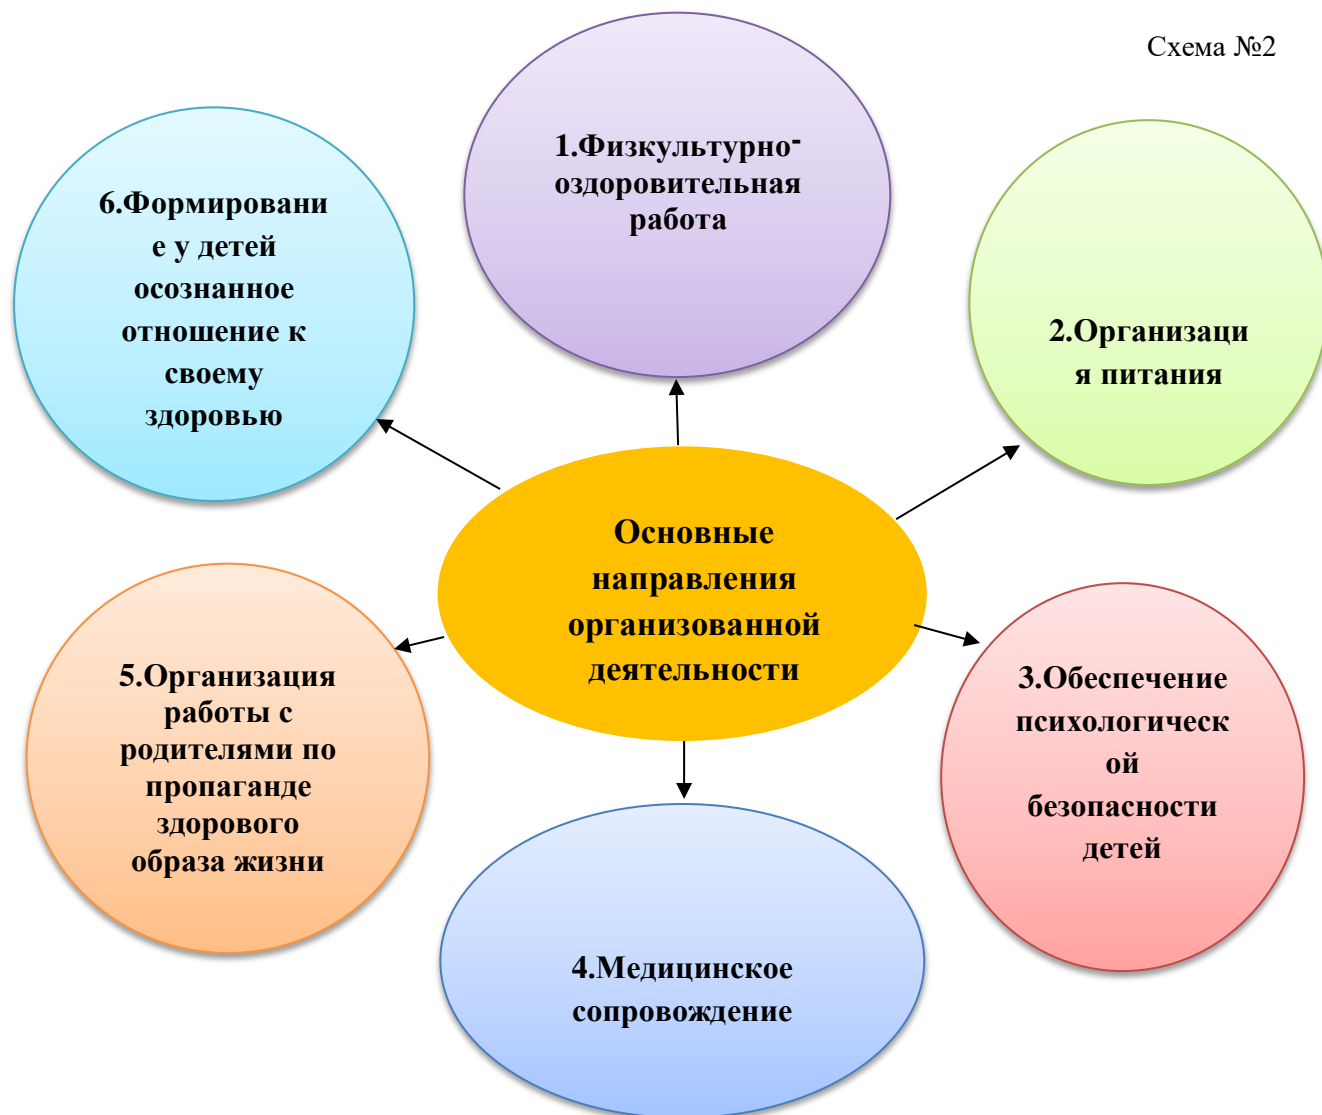 Схема №2
1.Физкультурно-
оздоровительная
работа
2.Организаци
я питания
3.Обеспечение
психологическ
ой
безопасности
детей
4.Медицинское
сопровождение
5.Организация
работы с
родителями по
пропаганде
здорового
образа жизни
6.Формировани
е у детей
осознанное
отношение к
своему
здоровью
Основные
направления
организованной
деятельности